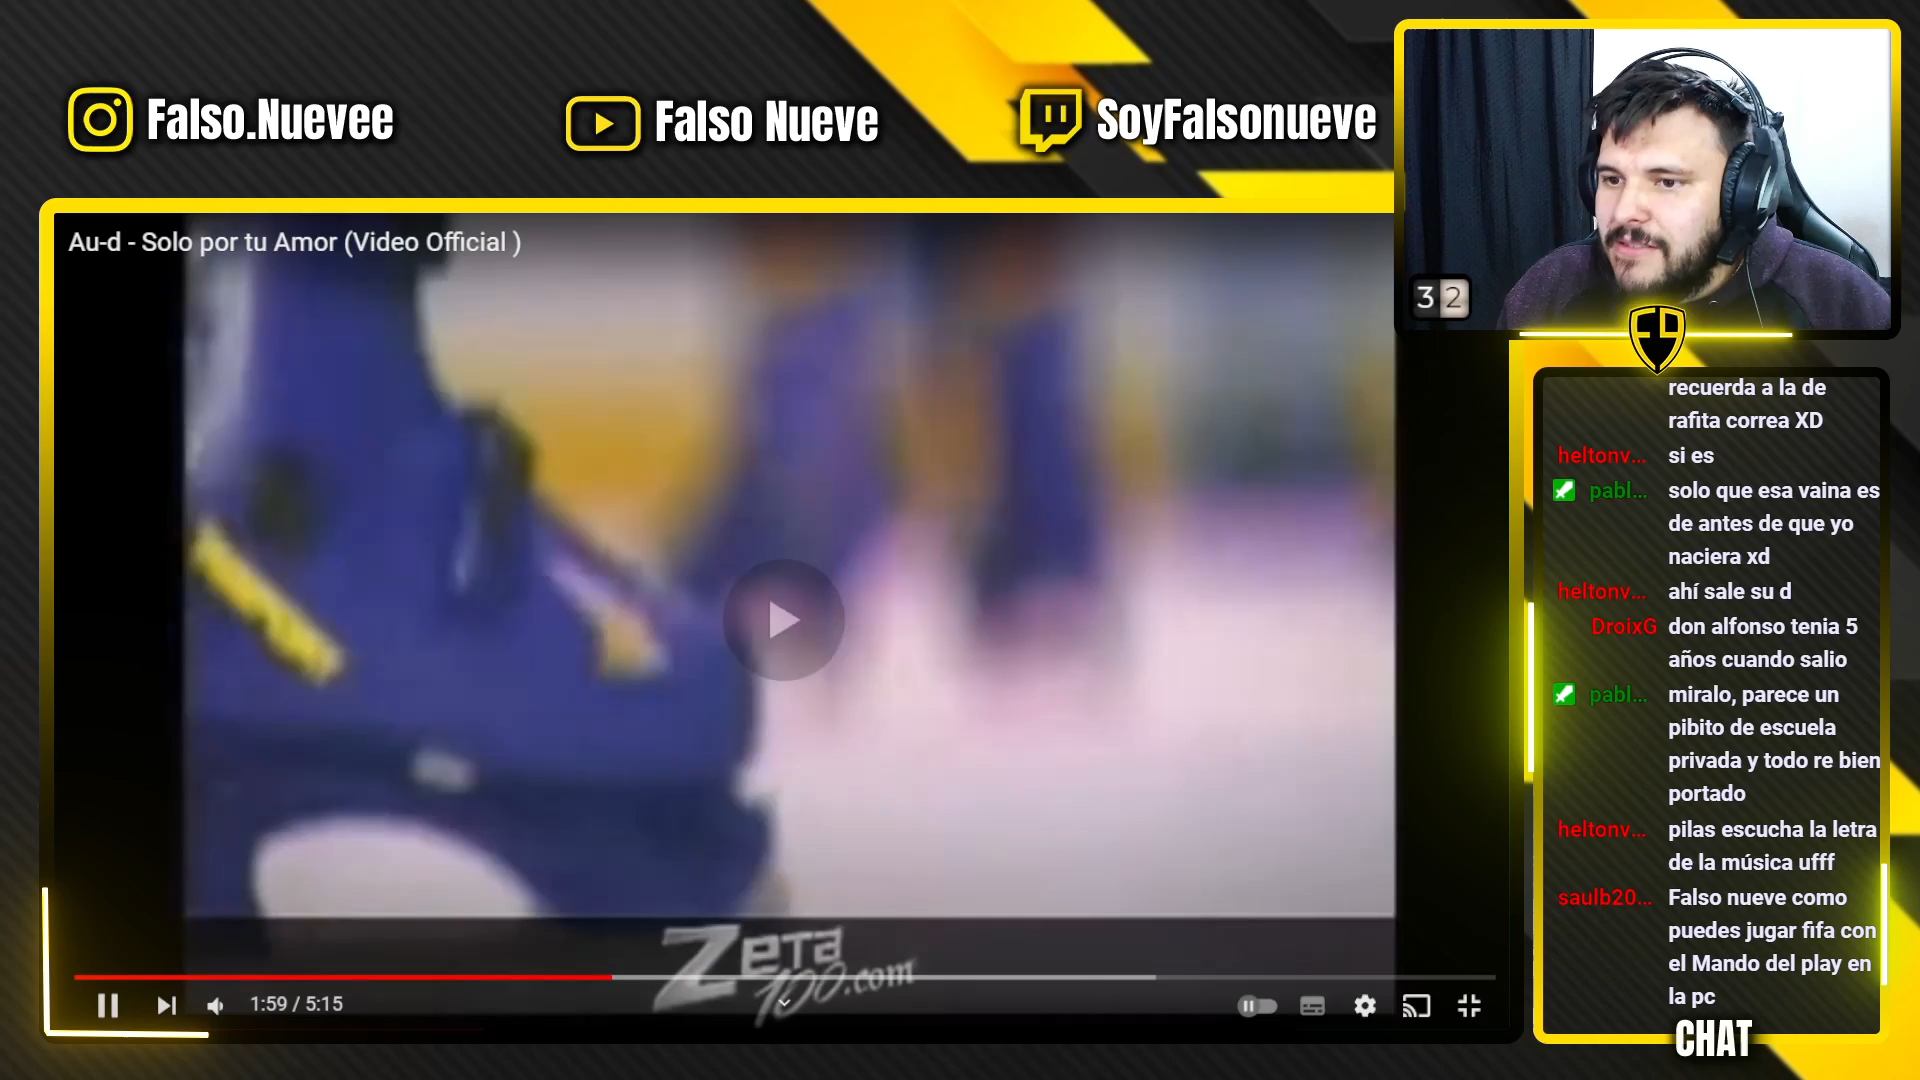 Falso.Nuevee
Falso Nueve
SoyFalsonueve
Au-d - Solo por tu Amor (Video Official )
3 2
recuerda a la de
rafita correa XD
heltonv... si es
pabl... solo que esa vaina es
de antes de que yo
naciera xd
heltonv... ahí sale su d
DroixG don alfonso tenia 5
años cuando salio
pabl... miralo, parece un
pibito de escuela
privada y todo re bien
portado
heltonv... pilas escucha la letra
de la música ufff
saulb20... Falso nueve como
puedes jugar fifa con
el Mando del play en
la pc
CHAT
Zeta
100.com
1:59 / 5:15